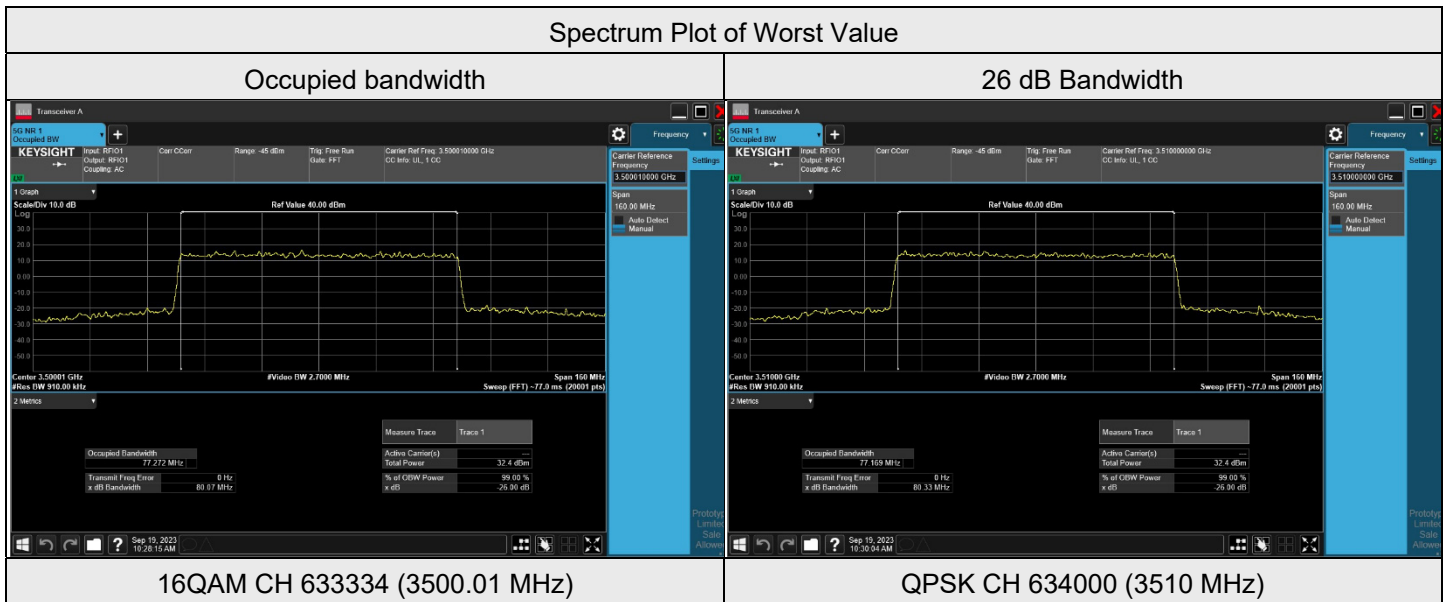 Spectrum Plot of Worst Value
Occupied bandwidth
26 dB Bandwidth
Transceiver A
5G NR 1
Occupied BW
+
Frequency
KEYSIGHT
Input: RFIO1
Output: RFIO1
Coupling: AC
Corr CCorr
Range: -45 dBm
Trig: Free Run
Gate: FFT
Carrier Ref Freq: 3.500010000 GHz
CC Info: UL, 1 CC
Carrier Reference
Frequency
3.500010000 GHz
Settings
Span
160.00 MHz
Auto Detect
Manual
1 Graph
Scale/Div 10.0 dB
Ref Value 40.00 dBm
Log
30.0
20.0
10.0
0.00
-10.0
-20.0
-30.0
-40.0
-50.0
Center 3.50001 GHz
#Video BW 2.7000 MHz
Span 160 MHz
#Res BW 910.00 kHz
Sweep (FFT) ~77.0 ms (20001 pts)
2 Metrics
Measure Trace Trace 1
Occupied Bandwidth
77.272 MHz
Active Carrier(s) ---
Total Power 32.4 dBm
Transmit Freq Error 0 Hz
x dB Bandwidth 80.07 MHz
% of OBW Power 99.00 %
x dB -26.00 dB
?
Sep 19, 2023
10:28:15 AM
Transceiver A
5G NR 1
Occupied BW
+
Frequency
KEYSIGHT
Input: RFIO1
Output: RFIO1
Coupling: AC
Corr CCorr
Range: -45 dBm
Trig: Free Run
Gate: FFT
Carrier Ref Freq: 3.510000000 GHz
CC Info: UL, 1 CC
Carrier Reference
Frequency
3.510000000 GHz
Settings
Span
160.00 MHz
Auto Detect
Manual
1 Graph
Scale/Div 10.0 dB
Ref Value 40.00 dBm
Log
30.0
20.0
10.0
0.00
-10.0
-20.0
-30.0
-40.0
-50.0
Center 3.51000 GHz
#Video BW 2.7000 MHz
Span 160 MHz
#Res BW 910.00 kHz
Sweep (FFT) ~77.0 ms (20001 pts)
2 Metrics
Measure Trace Trace 1
Occupied Bandwidth
77.169 MHz
Active Carrier(s) ---
Total Power 32.4 dBm
Transmit Freq Error 0 Hz
x dB Bandwidth 80.33 MHz
% of OBW Power 99.00 %
x dB -26.00 dB
?
Sep 19, 2023
10:30:04 AM
16QAM CH 633334 (3500.01 MHz)
QPSK CH 634000 (3510 MHz)